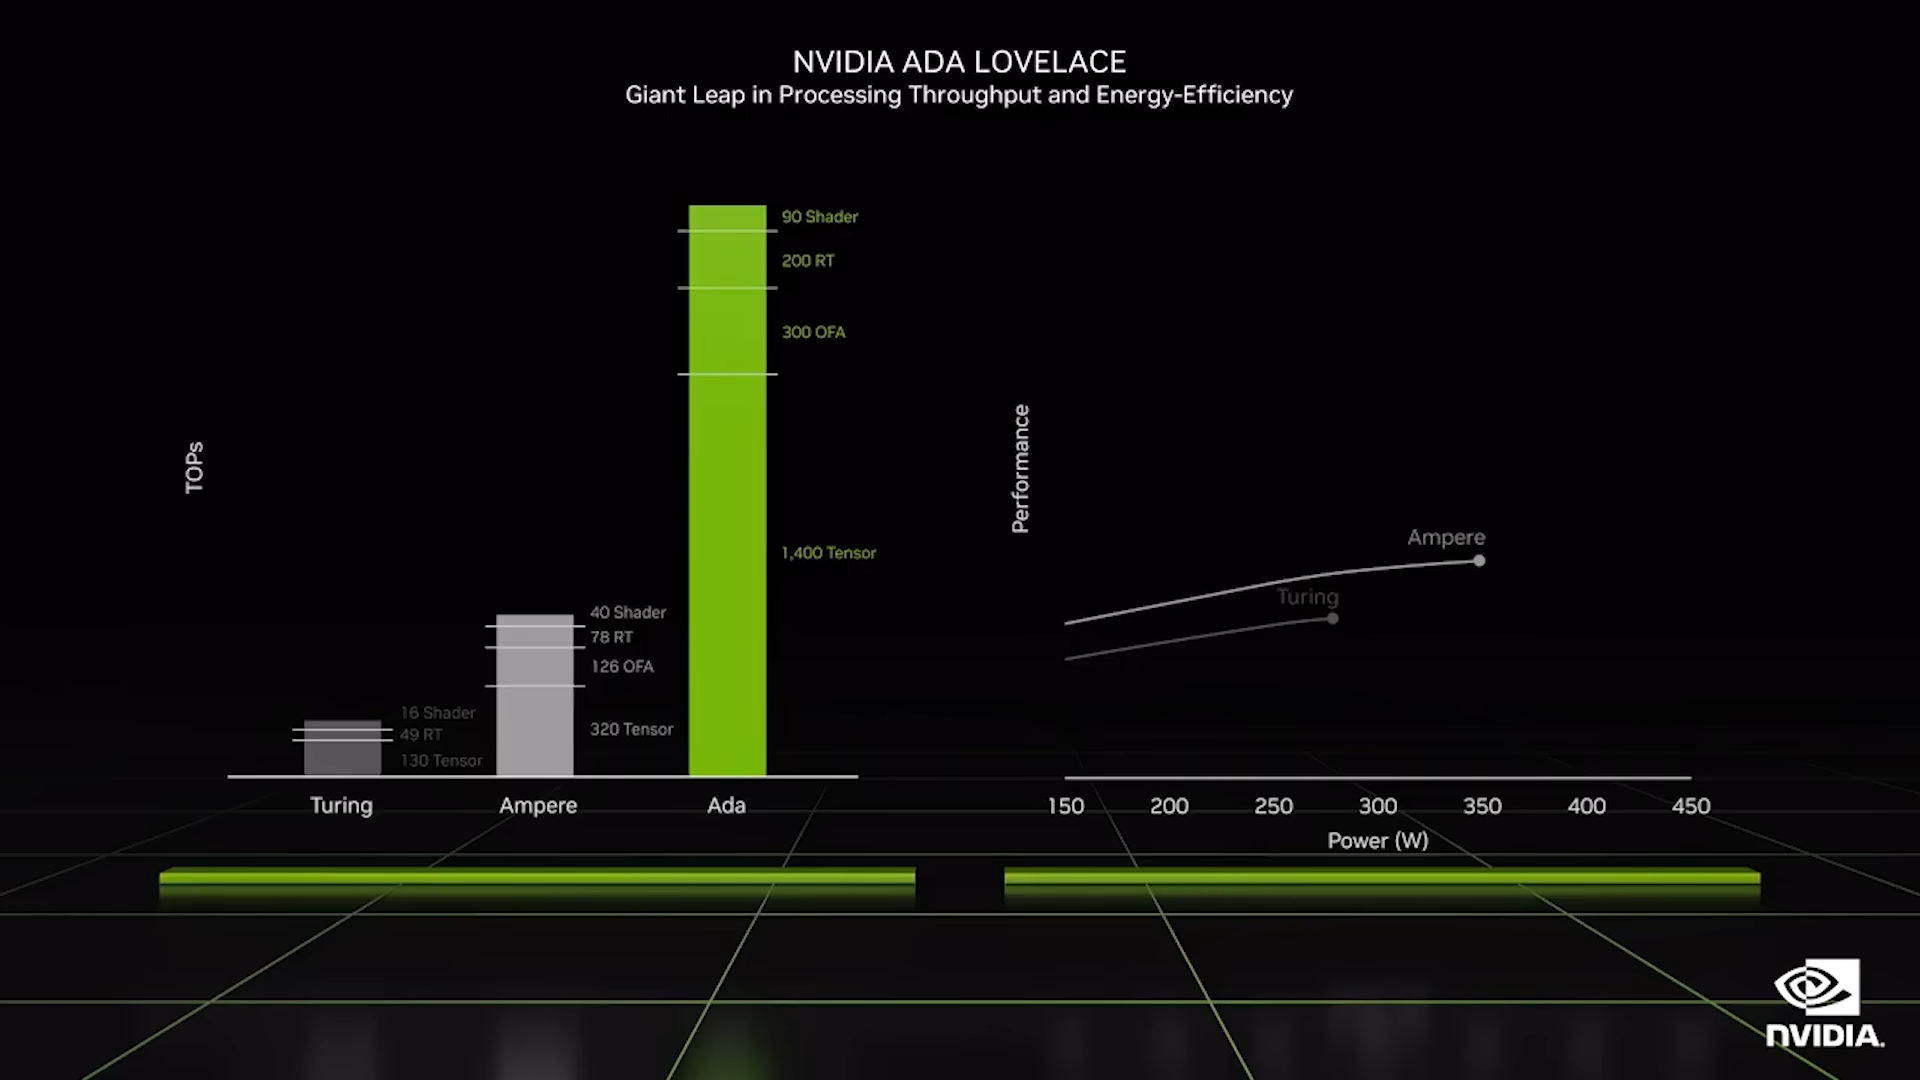 NVIDIA ADA LOVELACE
Giant Leap in Processing Throughput and Energy-Efficiency
TOPs
90 Shader
200 RT
300 OFA
1,400 Tensor
40 Shader
78 RT
126 OFA
320 Tensor
16 Shader
49 RT
130 Tensor
Turing Ampere Ada
Performance
Ampere
Turing
150 200 250 300 350 400 450
Power (W)
NVIDIA.